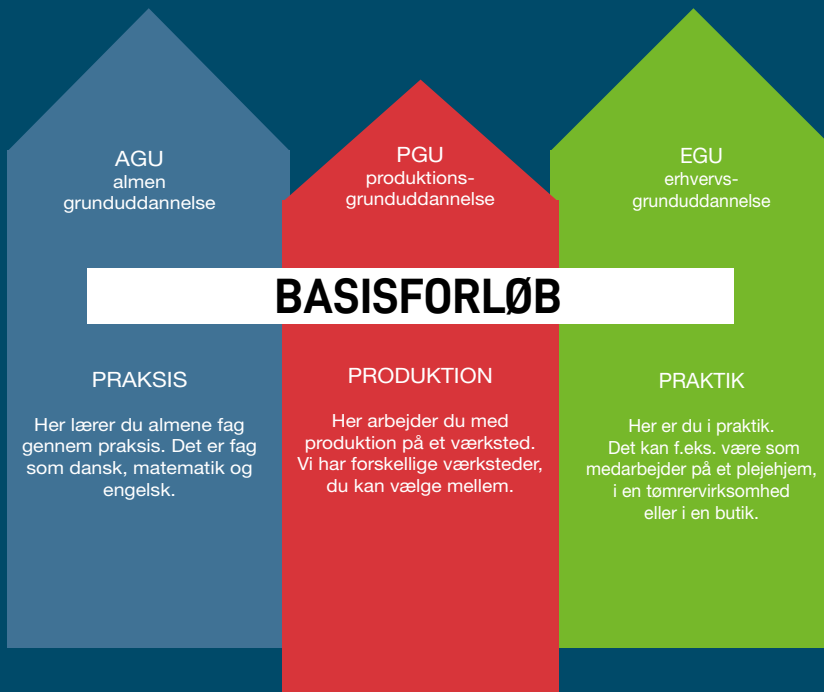 AGU
almen
grunduddannelse
PGU
produktions-
grunduddannelse
EGU
erhvervs-
grunduddannelse
BASISFORLØB
PRAKSIS
Her lærer du almene fag
gennem praksis. Det er fag
som dansk, matematik og
engelsk.
PRODUKTION
Her arbejder du med
produktion på et værksted.
Vi har forskellige værksteder,
du kan vælge mellem.
PRAKTIK
Her er du i praktik.
Det kan f.eks. være som
medarbejder på et plejehjem,
i en tømrervirksomhed
eller i en butik.